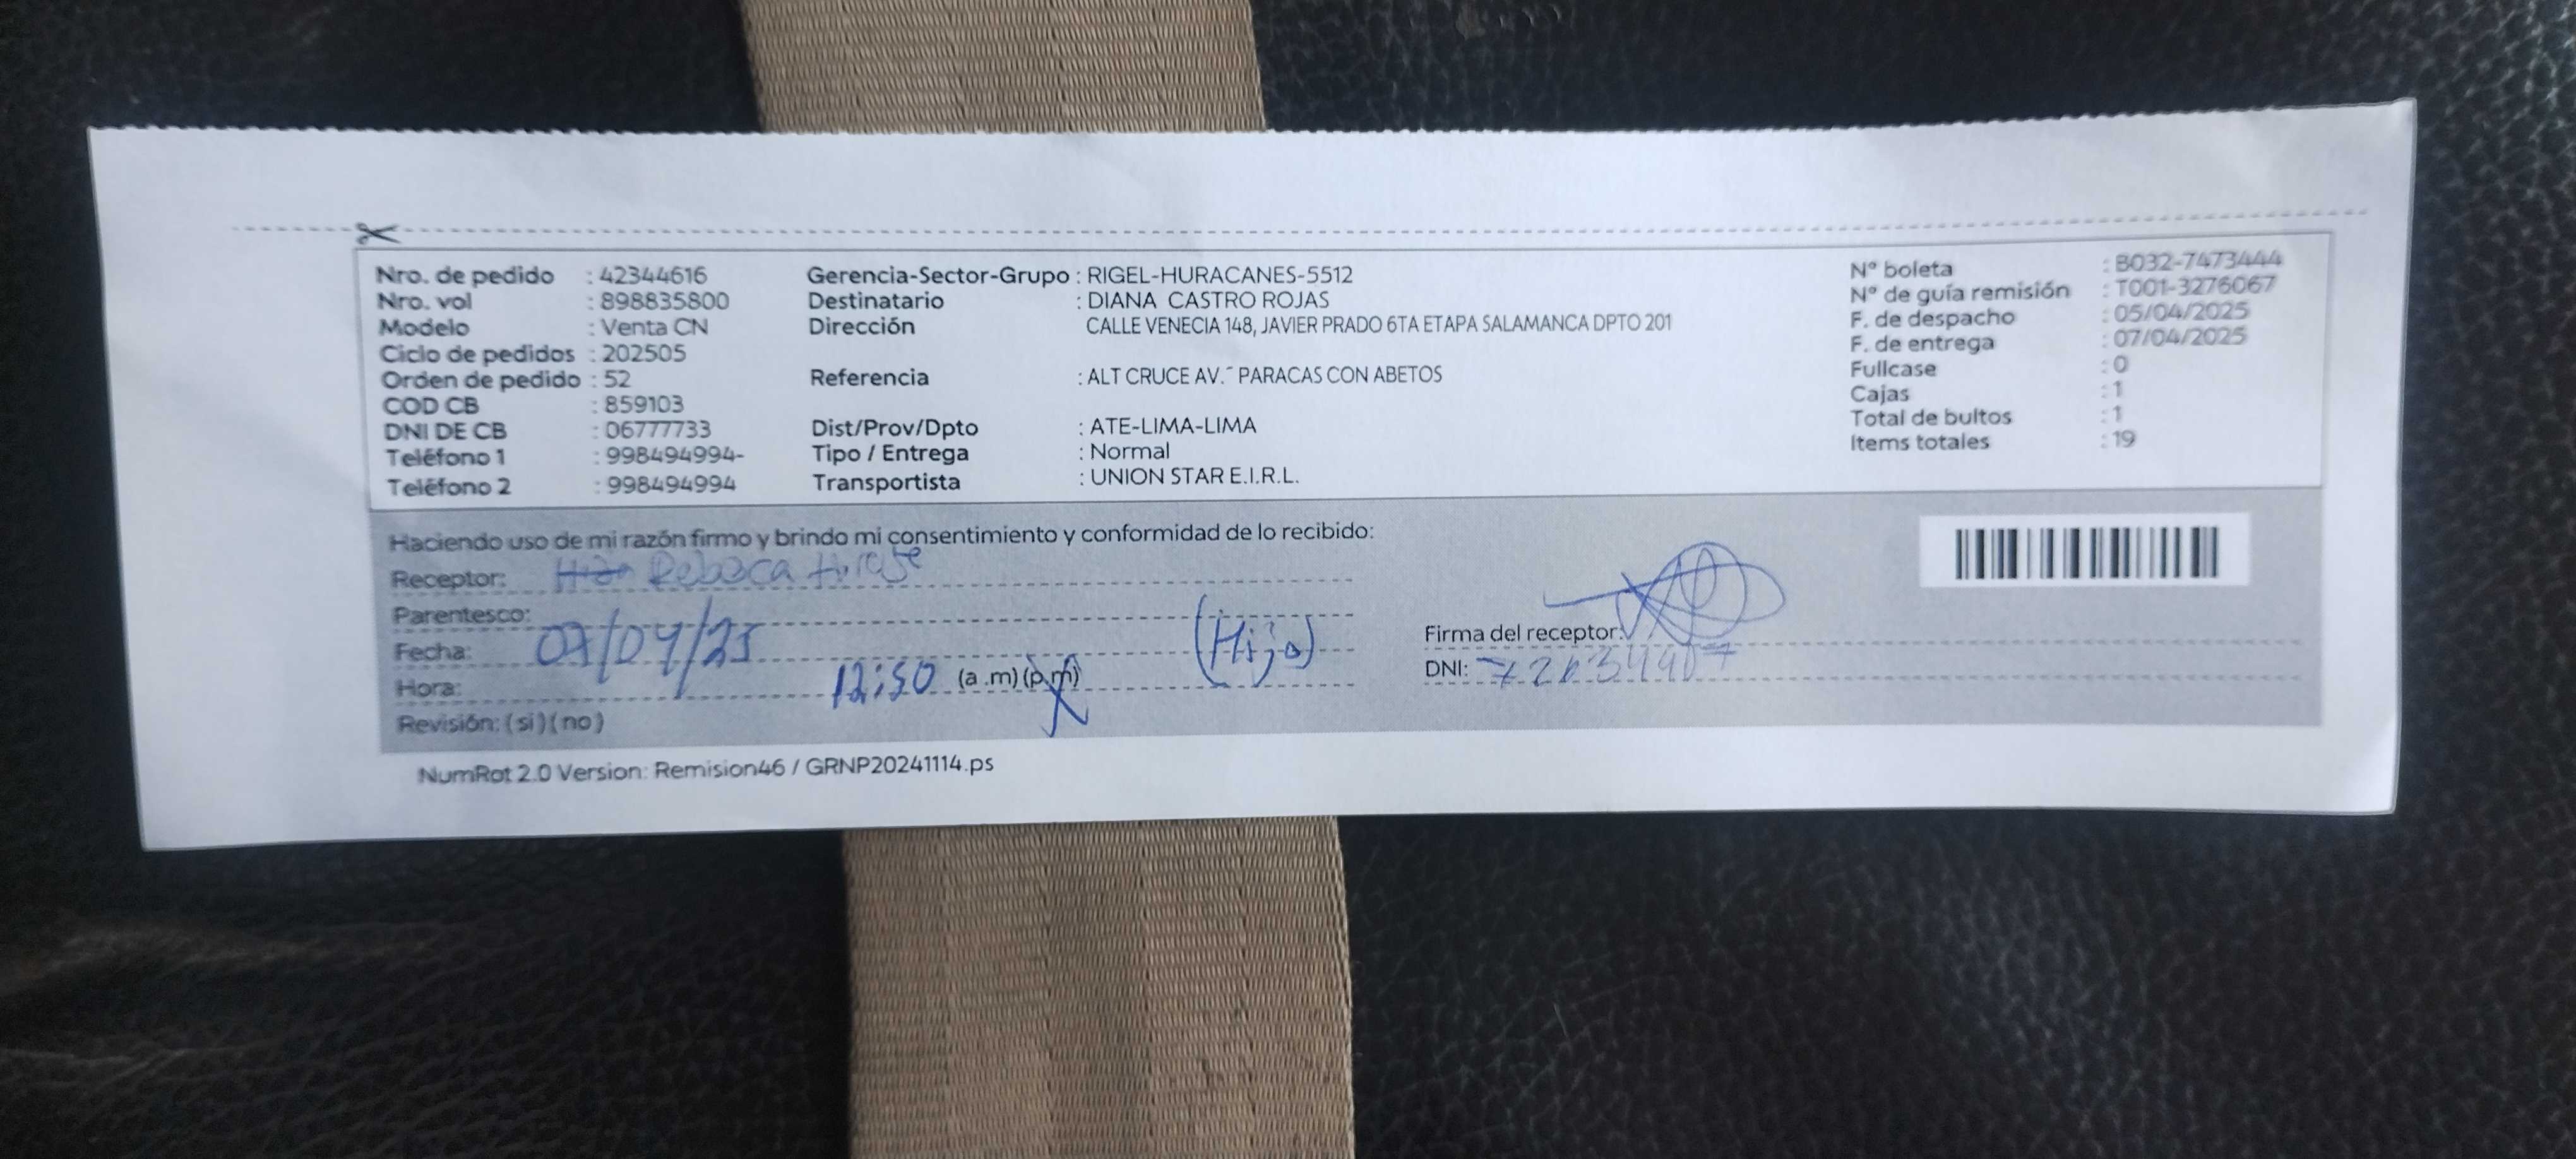 Nro. de pedido : 42344616
Nro. vol : 898835800
Modelo : Venta CN
Ciclo de pedidos : 202505
Orden de pedido : 52
COD CB : 859103
DNI DE CB : 06777733
Teléfono 1 : 998494994-
Teléfono 2 : 998494994
Gerencia-Sector-Grupo : RIGEL-HURACANES-5512
Destinatario : DIANA CASTRO ROJAS
Dirección CALLE VENECIA 148, JAVIER PRADO 6TA ETAPA SALAMANCA DPTO 201
Referencia : ALT CRUCE AV.¨ PARACAS CON ABETOS
Dist/Prov/Dpto : ATE-LIMA-LIMA
Tipo / Entrega : Normal
Transportista : UNION STAR E.I.R.L.
Nº boleta : B032-7473444
Nº de guía remisión : T001-3276067
F. de despacho : 05/04/2025
F. de entrega : 07/04/2025
Fullcase : 0
Cajas : 1
Total de bultos : 1
Items totales : 19
Haciendo uso de mi razón firmo y brindo mi consentimiento y conformidad de lo recibido:
Receptor:
Parentesco: (Hijo)
Fecha: 07/04/25
Hora: 12:50 (a .m) (p.m)
Revisión: (si) (no)
Firma del receptor:
DNI:
NumRot 2.0 Version: Remision46 / GRNP20241114.ps